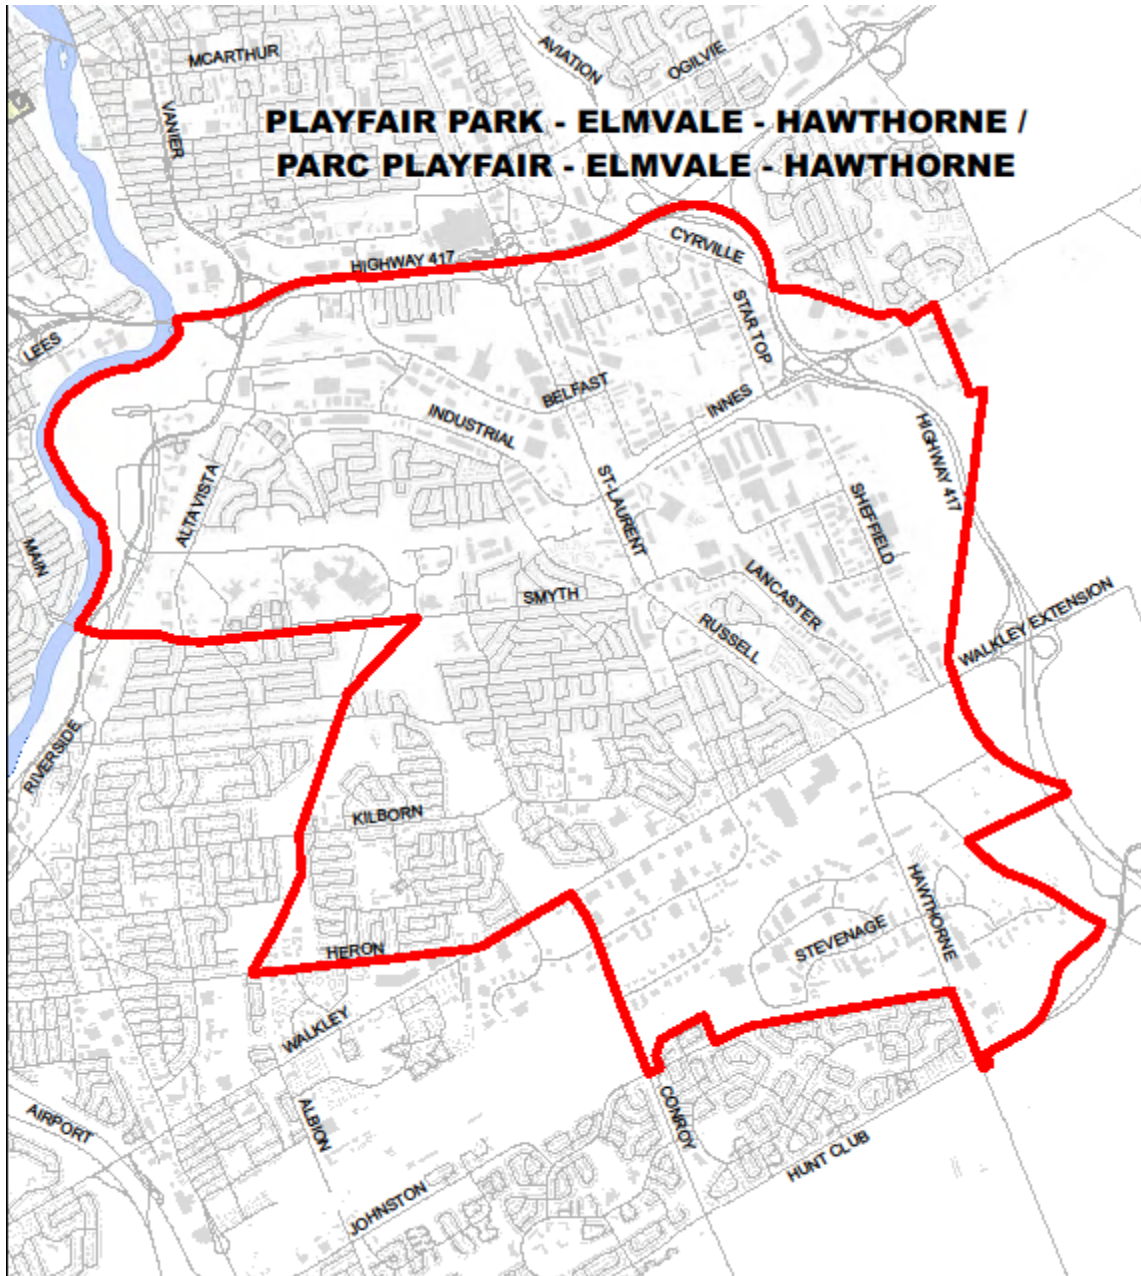 MCARTHUR
AVIATION
OGILVIE
VANIER
PLAYFAIR PARK - ELMVALE - HAWTHORNE /
PARC PLAYFAIR - ELMVALE - HAWTHORNE
CYRVILLE
HIGHWAY 417
STAR TOP
LEES
BELFAST
INNES
INDUSTRIAL
HIGHWAY 417
ALTA VISTA
ST-LAURENT
SHEFFIELD
MAIN
SMYTH
LANCASTER
RUSSELL
WALKLEY EXTENSION
RIVERSIDE
KILBORN
HAWTHORNE
STEVENAGE
HERON
WALKLEY
AIRPORT
ALBION
CONROY
HUNT CLUB
JOHNSTON